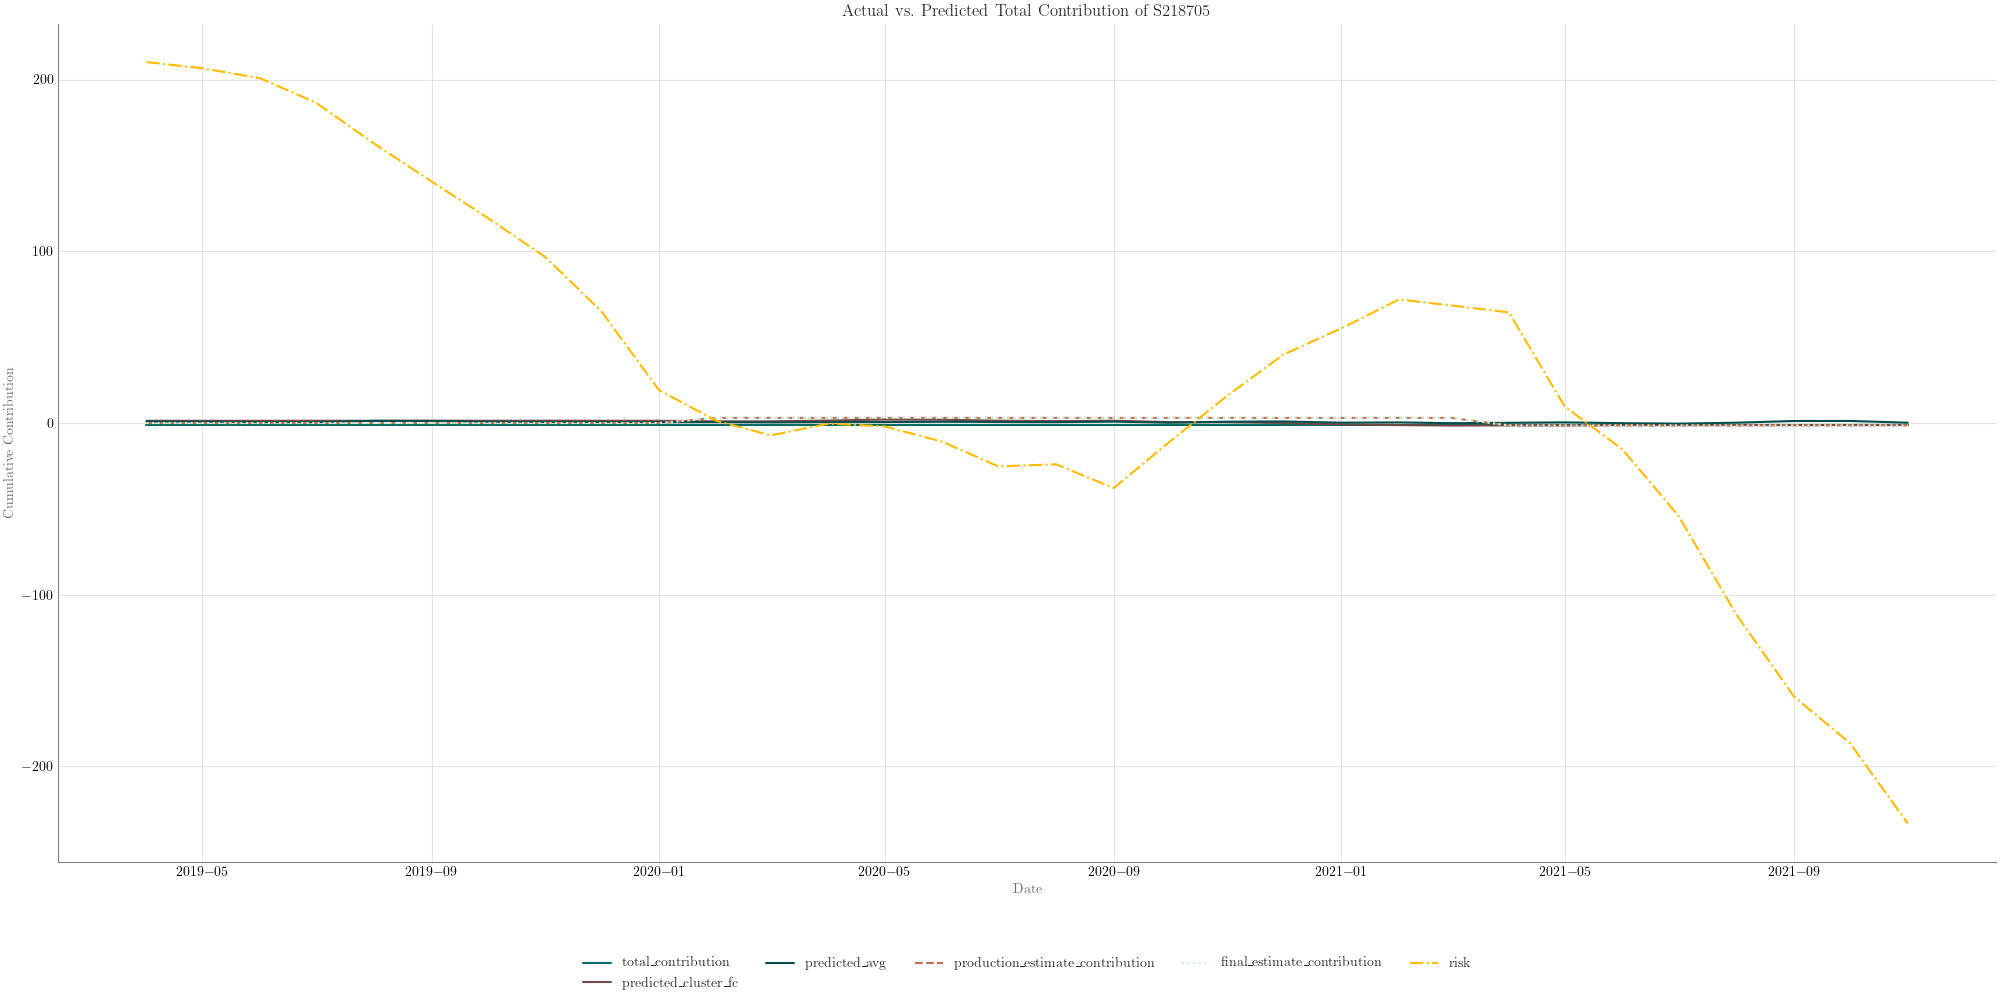 Actual vs. Predicted Total Contribution of S218705
Cumulative Contribution
200
100
0
−100
−200
2019−05 2019−09 2020−01 2020−05 2020−09 2021−01 2021−05 2021−09
Date
total_contribution predicted_avg production_estimate_contribution final_estimate_contribution risk
predicted_cluster_fc